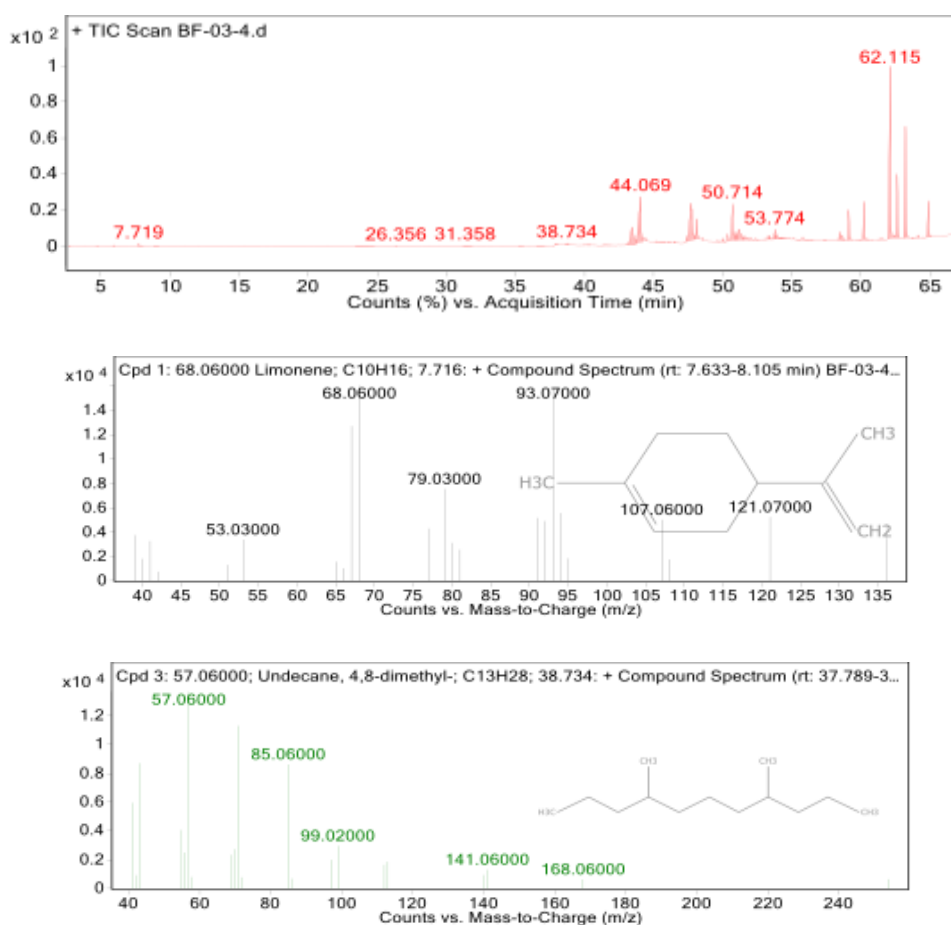 + TIC Scan BF-03-4.d
x10 2
1
0.8
0.6
0.4
0.2
0
7.719
26.356
31.358
38.734
44.069
50.714
53.774
62.115
5 10 15 20 25 30 35 40 45 50 55 60 65
Counts (%) vs. Acquisition Time (min)
Cpd 1: 68.06000 Limonene; C10H16; 7.716: + Compound Spectrum (rt: 7.633-8.105 min) BF-03-4...
x10 4
1.4
1.2
1
0.8
0.6
0.4
0.2
0
53.03000
68.06000
79.03000
93.07000
107.06000
121.07000
H3C
CH3
CH2
40 45 50 55 60 65 70 75 80 85 90 95 100 105 110 115 120 125 130 135
Counts vs. Mass-to-Charge (m/z)
Cpd 3: 57.06000; Undecane, 4,8-dimethyl-; C13H28; 38.734: + Compound Spectrum (rt: 37.789-3...
x10 4
1.2
1
0.8
0.6
0.4
0.2
0
57.06000
85.06000
99.02000
141.06000
168.06000
H3C
CH3
CH3
CH3
40 60 80 100 120 140 160 180 200 220 240
Counts vs. Mass-to-Charge (m/z)